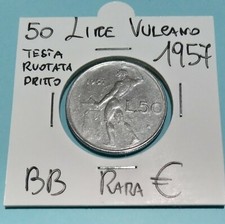 50 LIRE VULCANO
1957
TESTA
RUOTATA
DRITTO
L.50
BB RARA €